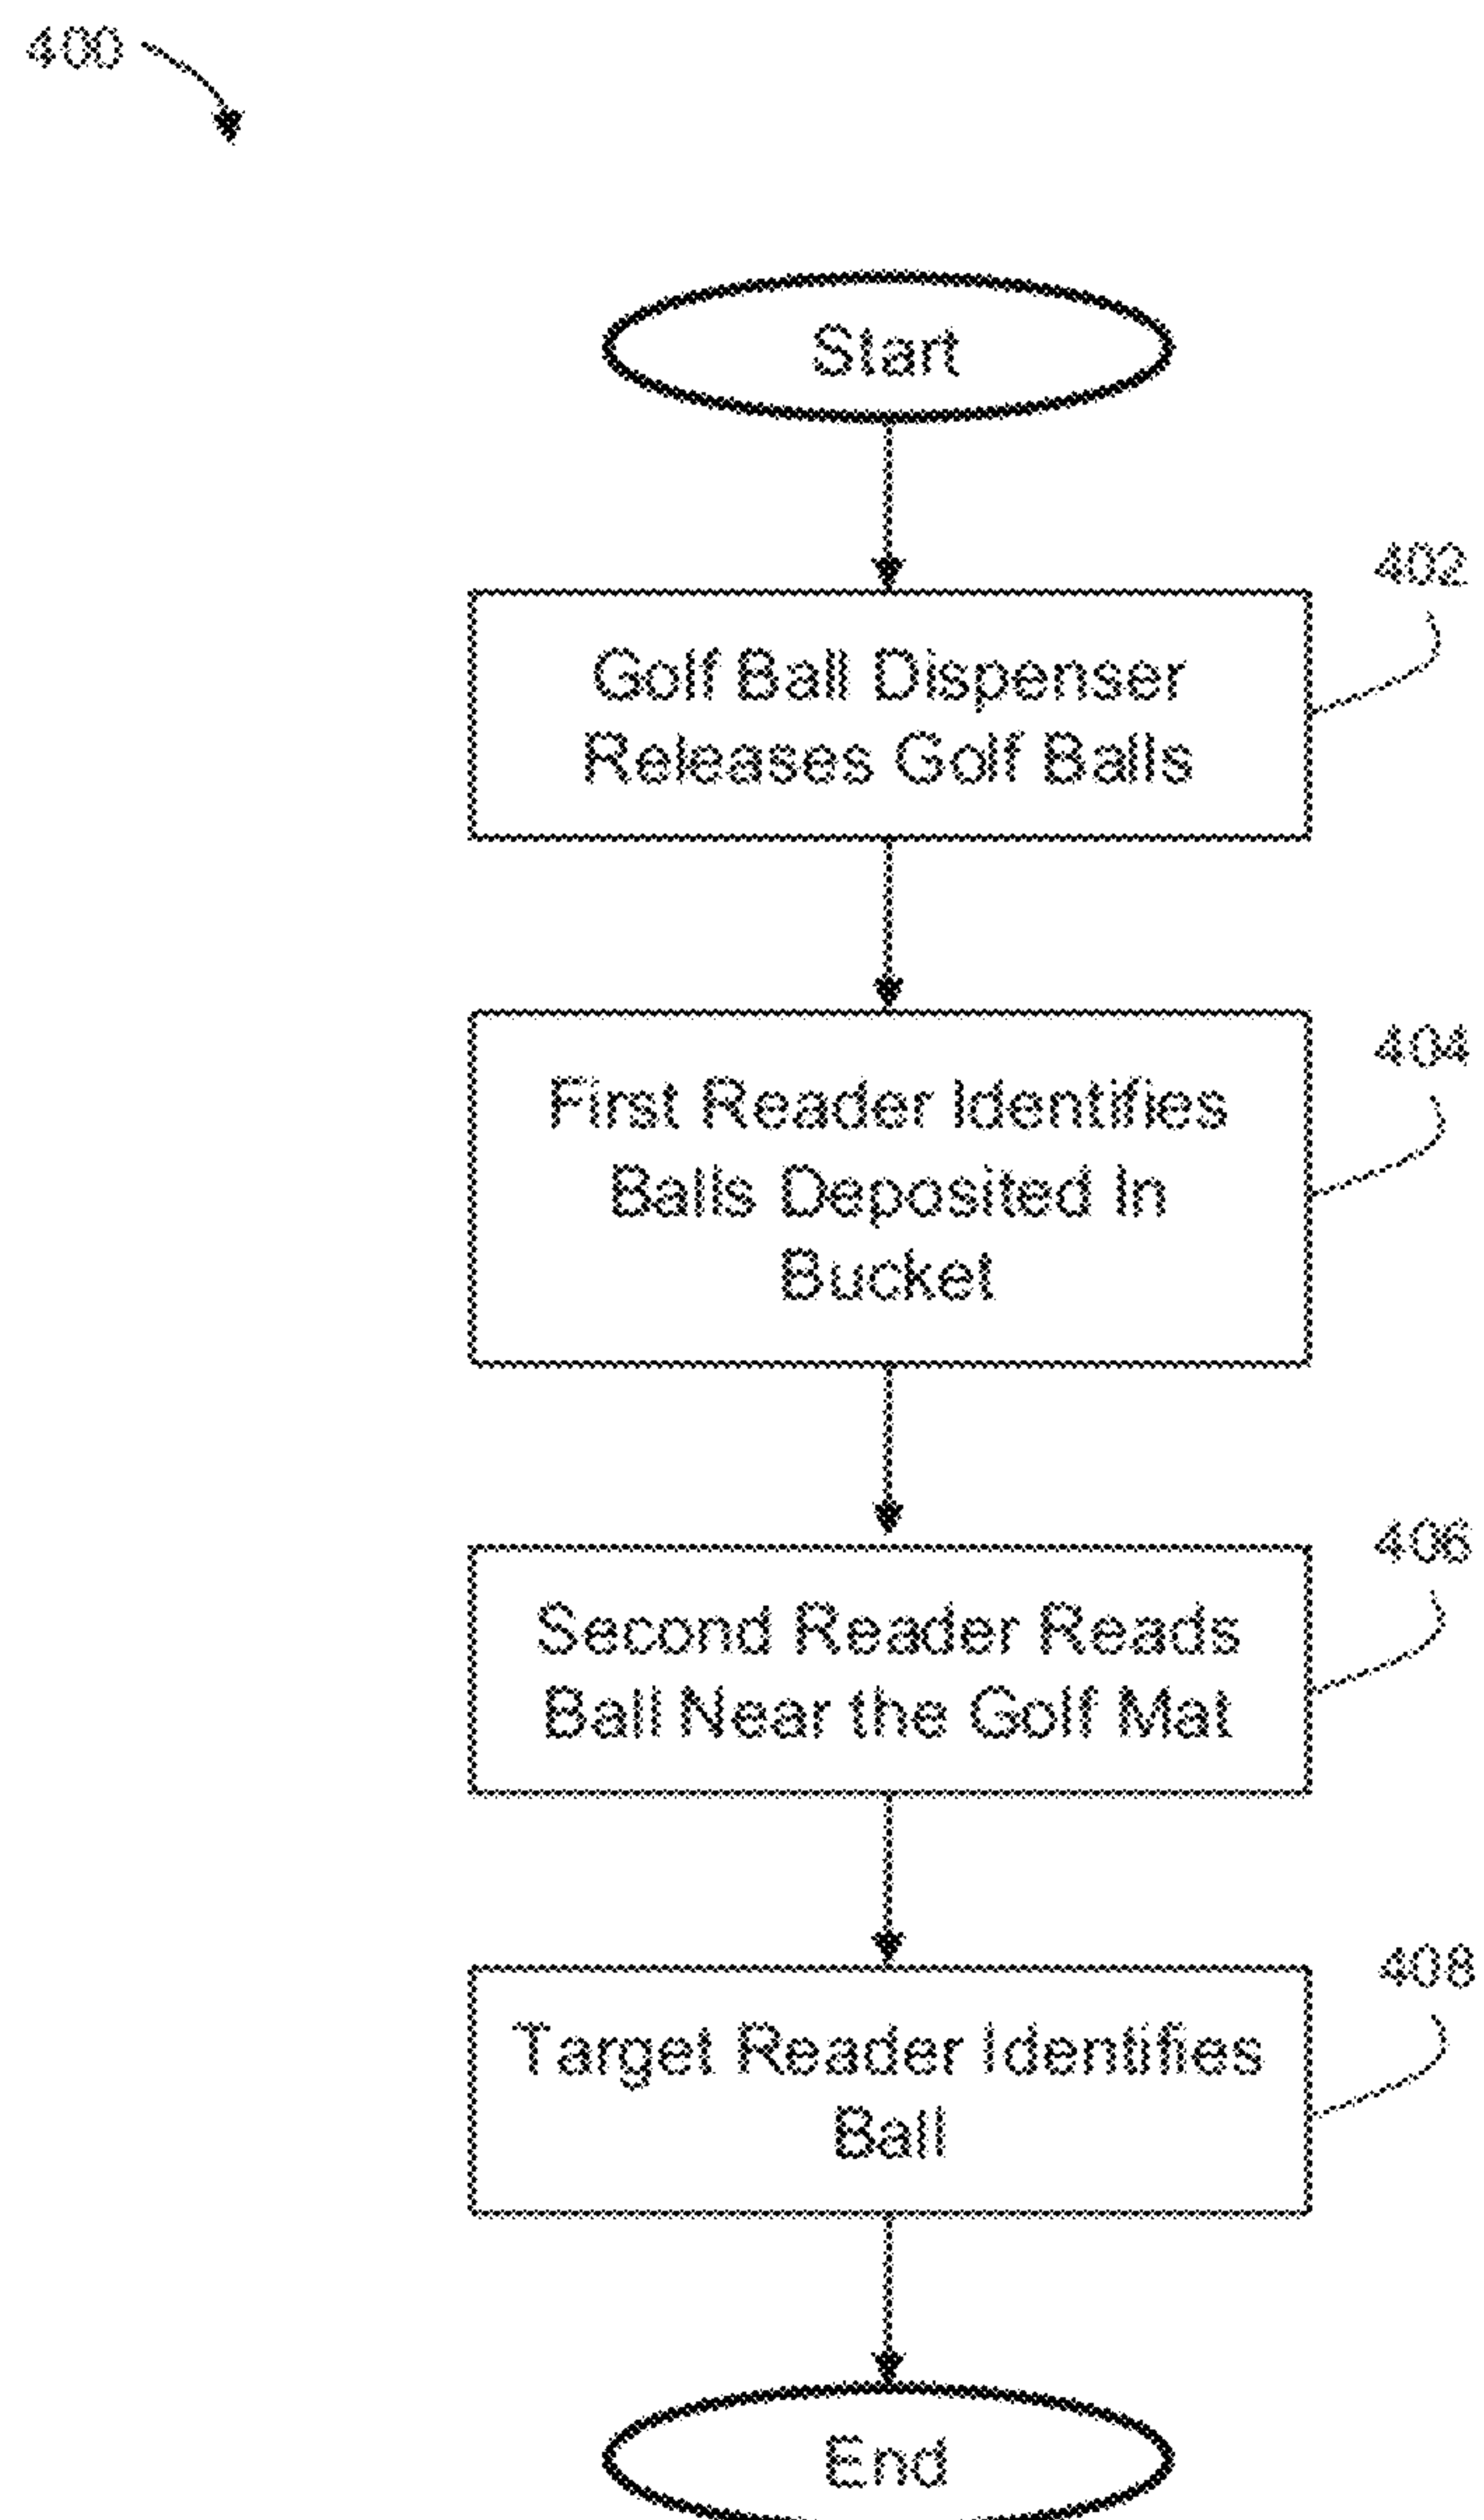 400
Start
402
Golf Ball Dispenser
Releases Golf Balls
404
First Reader Identifies
Balls Deposited In
Bucket
406
Second Reader Reads
Ball Near the Golf Mat
408
Target Reader Identifies
Ball
End